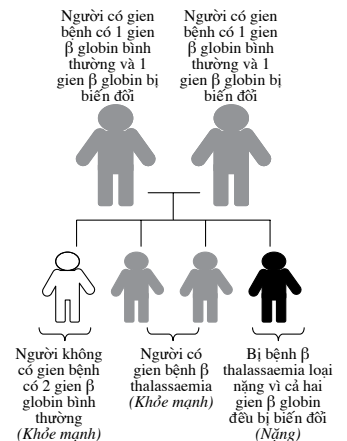 Người có gien
bệnh có 1 gien
β globin bình
thường và 1
gien β globin bị
biến đổi
Người có gien
bệnh có 1 gien
β globin bình
thường và 1
gien β globin bị
biến đổi
Người không
có gien bệnh
có 2 gien β
globin bình
thường
(Khỏe mạnh)
Người có
gien bệnh β
thalassaemia
(Khỏe mạnh)
Bị bệnh β
thalassaemia loại
nặng vì cả hai
gien β globin
đều bị biến đổi
(Nặng)